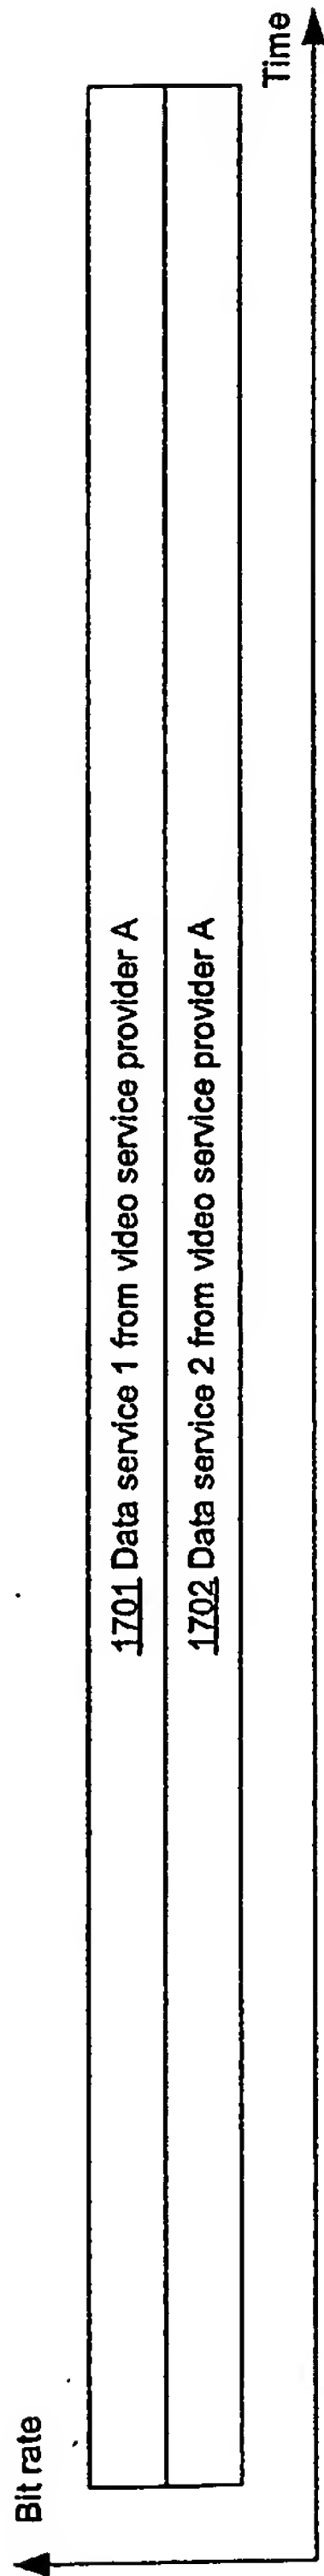 Bit rate
1701 Data service 1 from video service provider A
1702 Data service 2 from video service provider A
Time